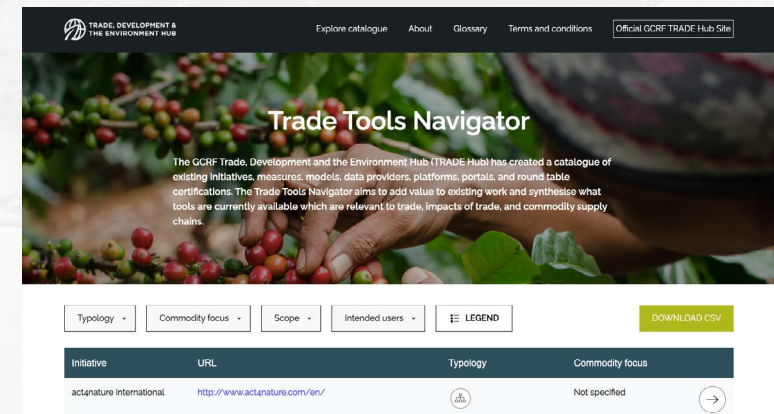 TRADE, DEVELOPMENT &
THE ENVIRONMENT HUB
Explore catalogue About Glossary Terms and conditions Official GCRF TRADE Hub Site
Trade Tools Navigator
The GCRF Trade, Development and the Environment Hub (TRADE Hub) has created a catalogue of
existing initiatives, measures, models, data providers, platforms, portals, and round table
certifications. The Trade Tools Navigator aims to add value to existing work and synthesise what
tools are currently available which are relevant to trade, impacts of trade, and commodity supply
chains.
Typology Commodity focus Scope Intended users LEGEND DOWNLOAD CSV
Initiative URL Typology Commodity focus
act4nature international http://www.act4nature.com/en/ Not specified